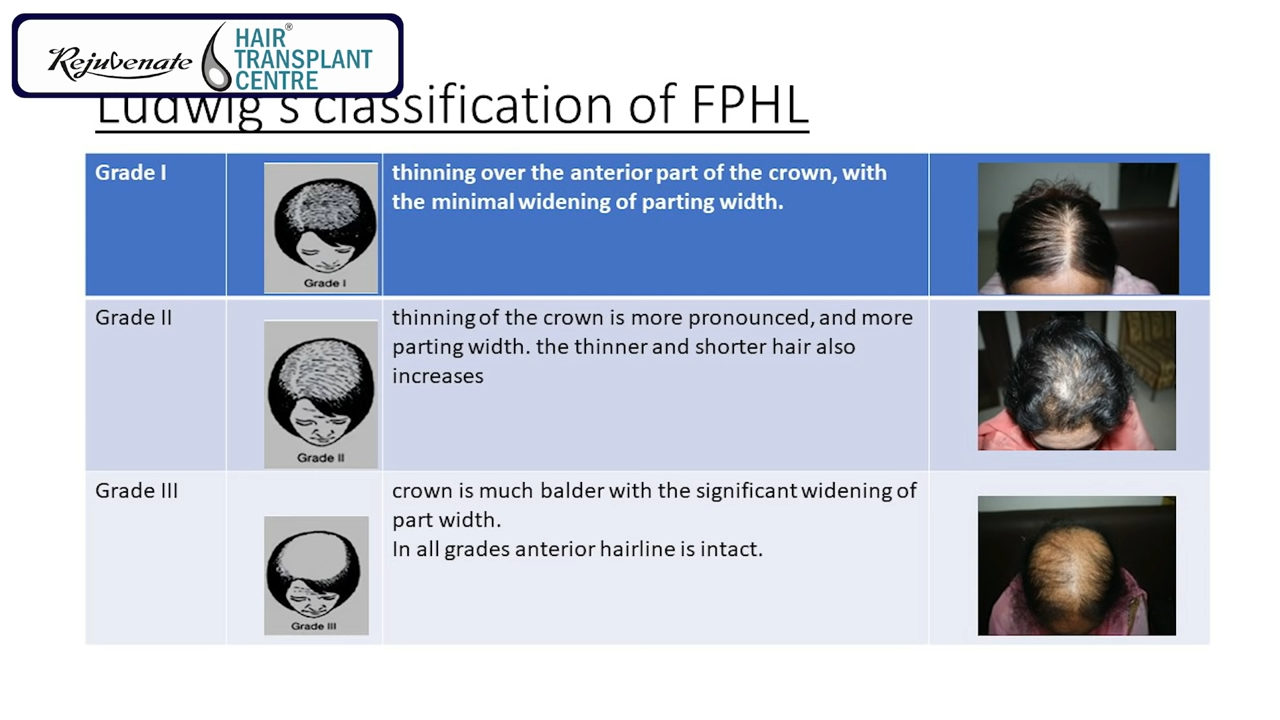 Rejuvenate HAIR® TRANSPLANT CENTRE
Ludwig's classification of FPHL
Grade I
Grade I
thinning over the anterior part of the crown, with
the minimal widening of parting width.
Grade II
Grade II
thinning of the crown is more pronounced, and more
parting width. the thinner and shorter hair also
increases
Grade III
Grade III
crown is much balder with the significant widening of
part width.
In all grades anterior hairline is intact.